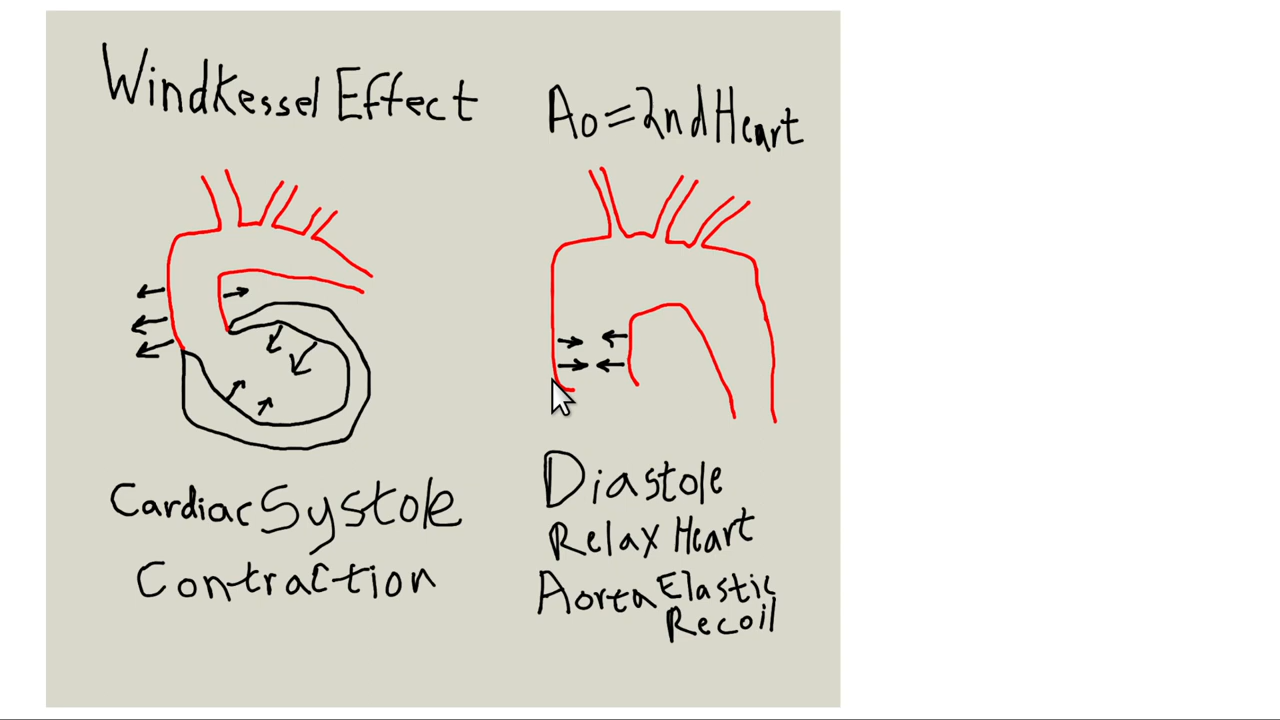 Windkessel Effect
Ao=2nd Heart
Cardiac Systole
Contraction
Diastole
Relax Heart
Aorta Elastic
Recoil